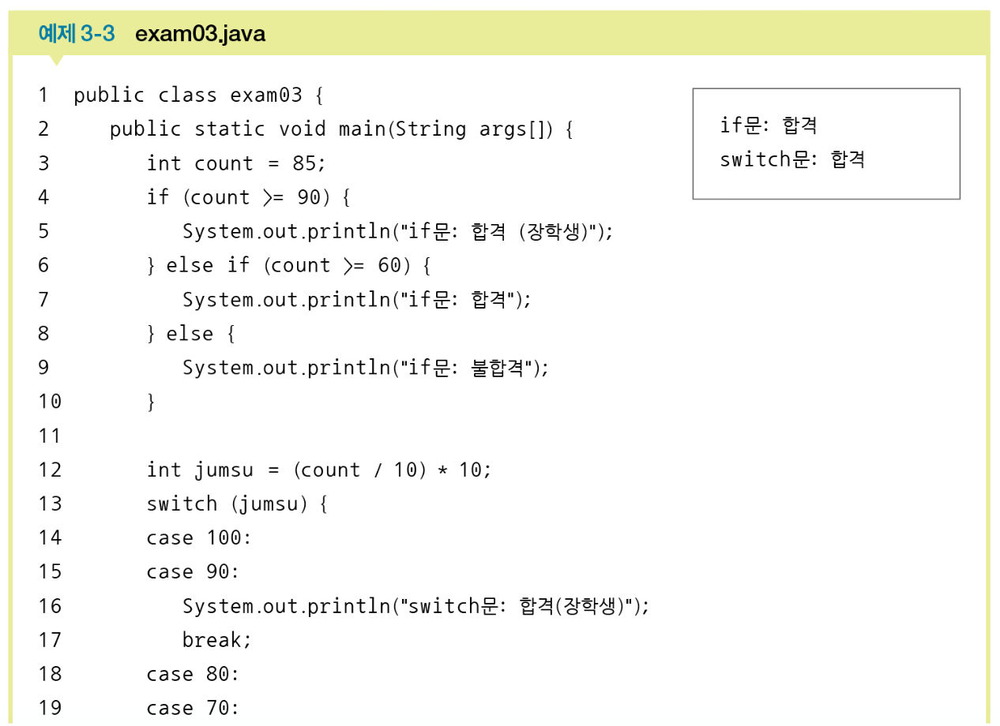 예제 3-3 exam03.java
1 public class exam03 {
2 public static void main(String args[]) {
3 int count = 85;
4 if (count >= 90) {
5 System.out.println("if문: 합격 (장학생)");
6 } else if (count >= 60) {
7 System.out.println("if문: 합격");
8 } else {
9 System.out.println("if문: 불합격");
10 }
11
12 int jumsu = (count / 10) * 10;
13 switch (jumsu) {
14 case 100:
15 case 90:
16 System.out.println("switch문: 합격(장학생)");
17 break;
18 case 80:
19 case 70:
if문: 합격
switch문: 합격